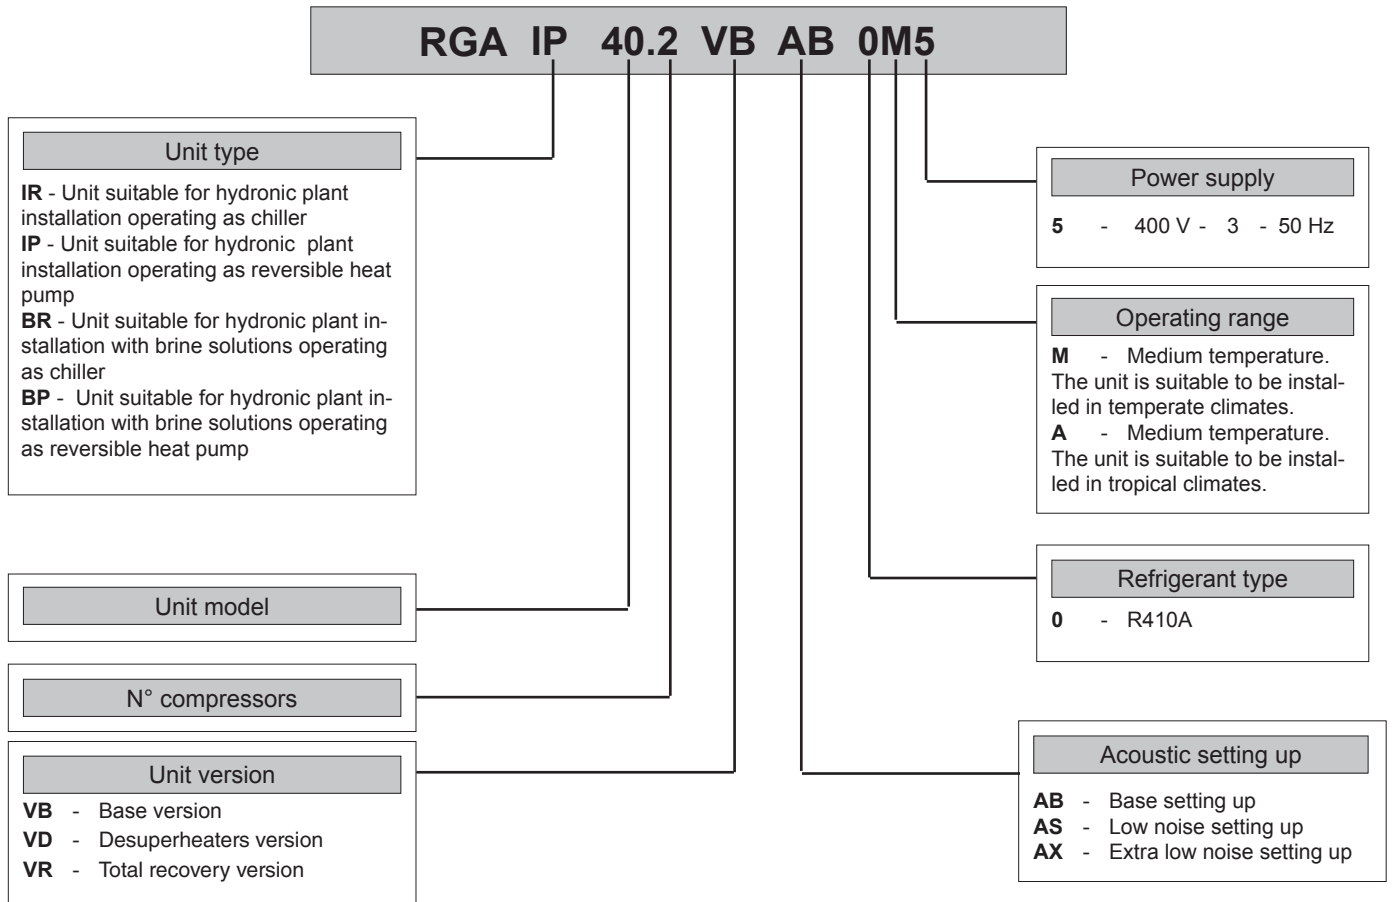 RGA IP 40.2 VB AB 0M5
Unit type
IR - Unit suitable for hydronic plant
installation operating as chiller
IP - Unit suitable for hydronic plant
installation operating as reversible heat
pump
BR - Unit suitable for hydronic plant in-
stallation with brine solutions operating
as chiller
BP - Unit suitable for hydronic plant in-
stallation with brine solutions operating
as reversible heat pump
Unit model
N° compressors
Unit version
VB - Base version
VD - Desuperheaters version
VR - Total recovery version
Power supply
5 - 400 V - 3 - 50 Hz
Operating range
M - Medium temperature.
The unit is suitable to be instal-
led in temperate climates.
A - Medium temperature.
The unit is suitable to be instal-
led in tropical climates.
Refrigerant type
0 - R410A
Acoustic setting up
AB - Base setting up
AS - Low noise setting up
AX - Extra low noise setting up